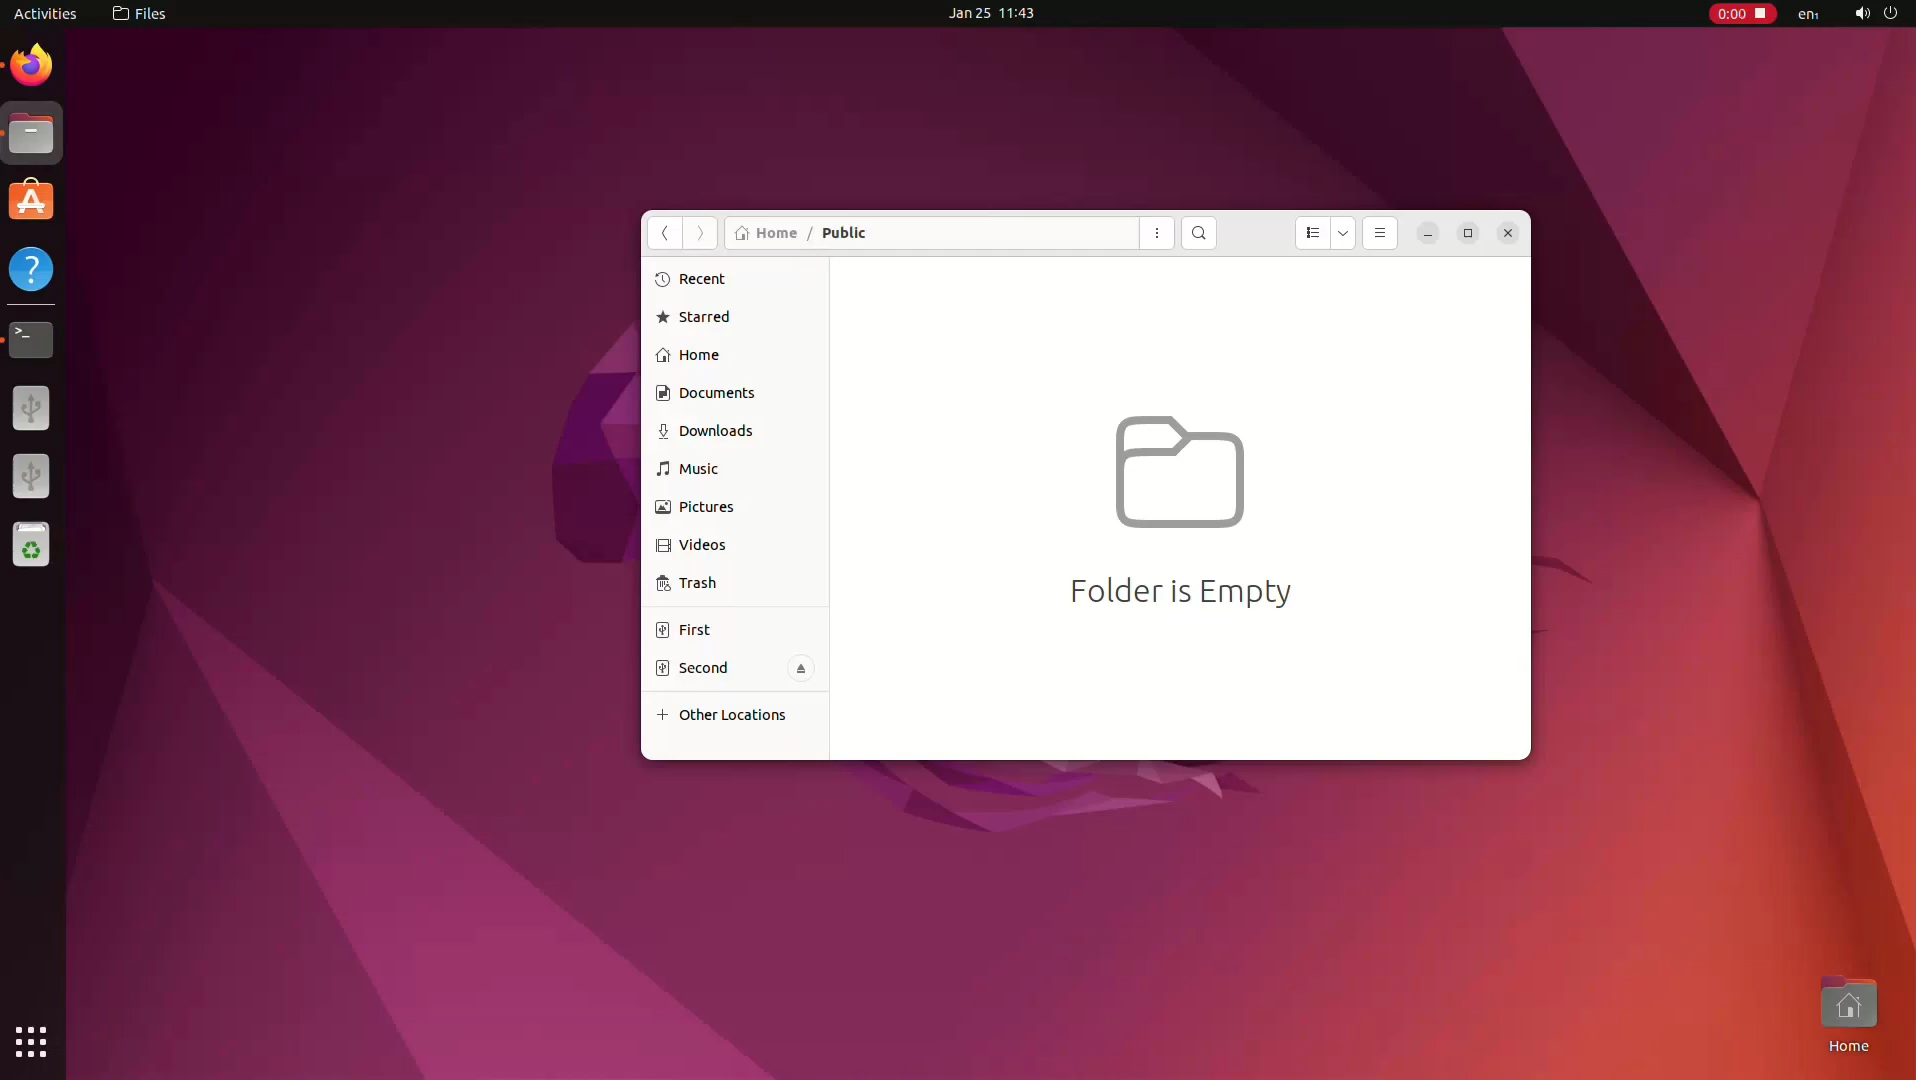 Activities Files Jan 25 11:43 0:00 en1
Home / Public
Recent
Starred
Home
Documents
Downloads
Music
Pictures
Videos
Trash
First
Second
Other Locations
Folder is Empty
Home